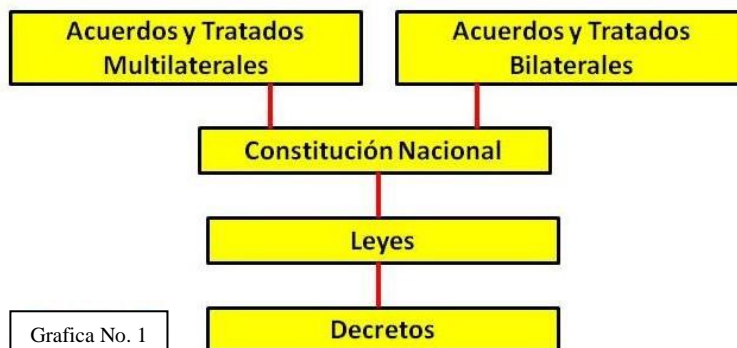 Acuerdos y Tratados
Multilaterales
Acuerdos y Tratados
Bilaterales
Constitución Nacional
Leyes
Decretos
Grafica No. 1